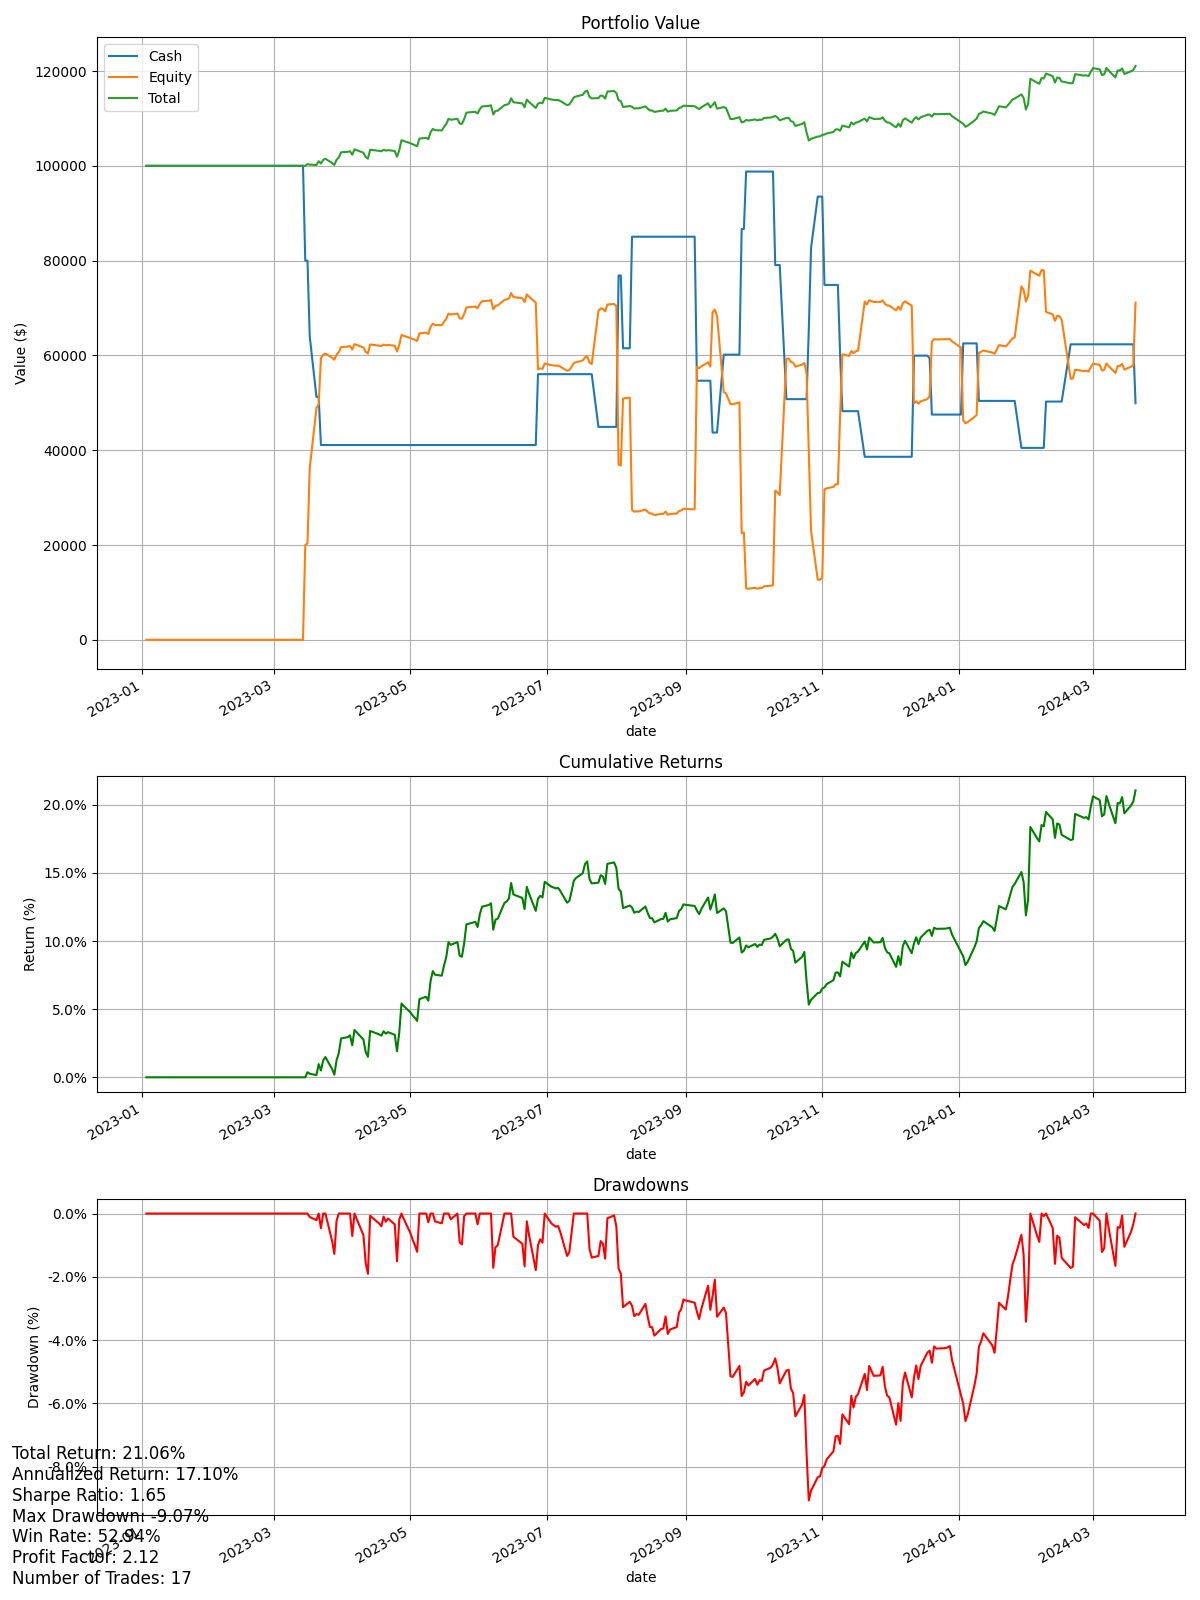 Portfolio Value
Cash
Equity
Total
120000
100000
80000
60000
40000
20000
0
Value ($)
2023-01 2023-03 2023-05 2023-07 2023-09 2023-11 2024-01 2024-03
date
Cumulative Returns
20.0%
15.0%
10.0%
5.0%
0.0%
Return (%)
2023-01 2023-03 2023-05 2023-07 2023-09 2023-11 2024-01 2024-03
date
Drawdowns
0.0%
-2.0%
-4.0%
-6.0%
-8.0%
Drawdown (%)
2023-03 2023-05 2023-07 2023-09 2023-11 2024-01 2024-03
date
Total Return: 21.06%
Annualized Return: 17.10%
Sharpe Ratio: 1.65
Max Drawdown: -9.07%
Win Rate: 52.94%
Profit Factor: 2.12
Number of Trades: 17